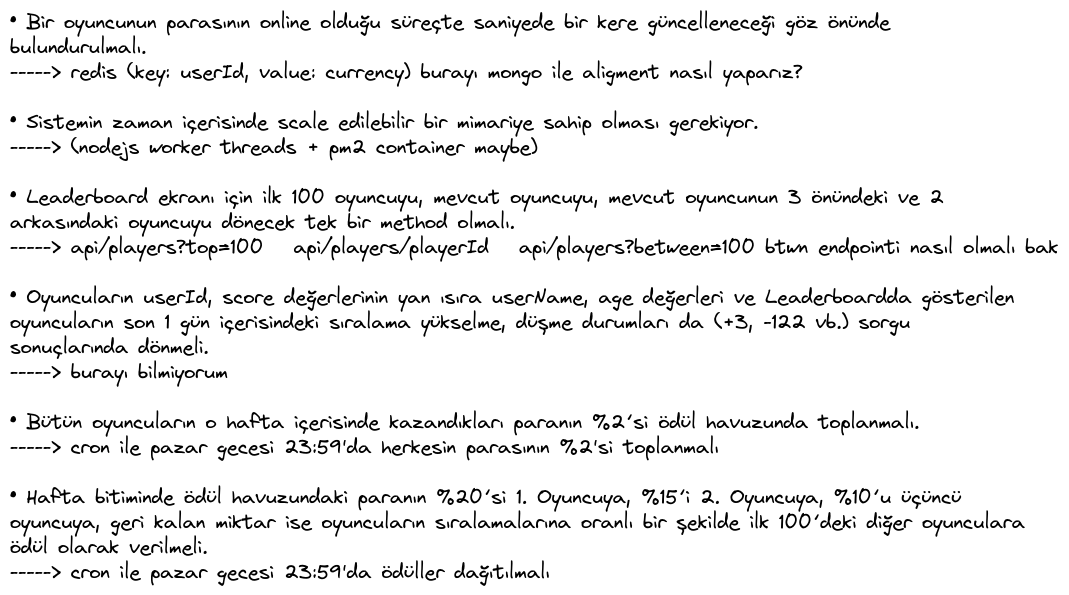 • Bir oyuncunun parasının online olduğu süreçte saniyede bir kere güncelleneceği göz önünde
bulundurulmalı.
-----> redis (key: userId, value: currency) burayı mongo ile aligment nasıl yaparız?
• Sistemin zaman içerisinde scale edilebilir bir mimariye sahip olması gerekiyor.
-----> (nodejs worker threads + pm2 container maybe)
• Leaderboard ekranı için ilk 100 oyuncuyu, mevcut oyuncuyu, mevcut oyuncunun 3 önündeki ve 2
arkasındaki oyuncuyu dönecek tek bir method olmalı.
-----> api/players?top=100 api/players/playerId api/players?between=100 btwn endpointi nasıl olmalı bak
• Oyuncuların userId, score değerlerinin yan ısıra userName, age değerleri ve Leaderboardda gösterilen
oyuncuların son 1 gün içerisindeki sıralama yükselme, düşme durumları da (+3, -122 vb.) sorgu
sonuçlarında dönmeli.
-----> burayı bilmiyorum
• Bütün oyuncuların o hafta içerisinde kazandıkları paranın %2'si ödül havuzunda toplanmalı.
-----> cron ile pazar gecesi 23:59'da herkesin parasının %2'si toplanmalı
• Hafta bitiminde ödül havuzundaki paranın %20'si 1. Oyuncuya, %15'i 2. Oyuncuya, %10'u üçüncü
oyuncuya, geri kalan miktar ise oyuncuların sıralamalarına oranlı bir şekilde ilk 100'deki diğer oyunculara
ödül olarak verilmeli.
-----> cron ile pazar gecesi 23:59'da ödüller dağıtılmalı